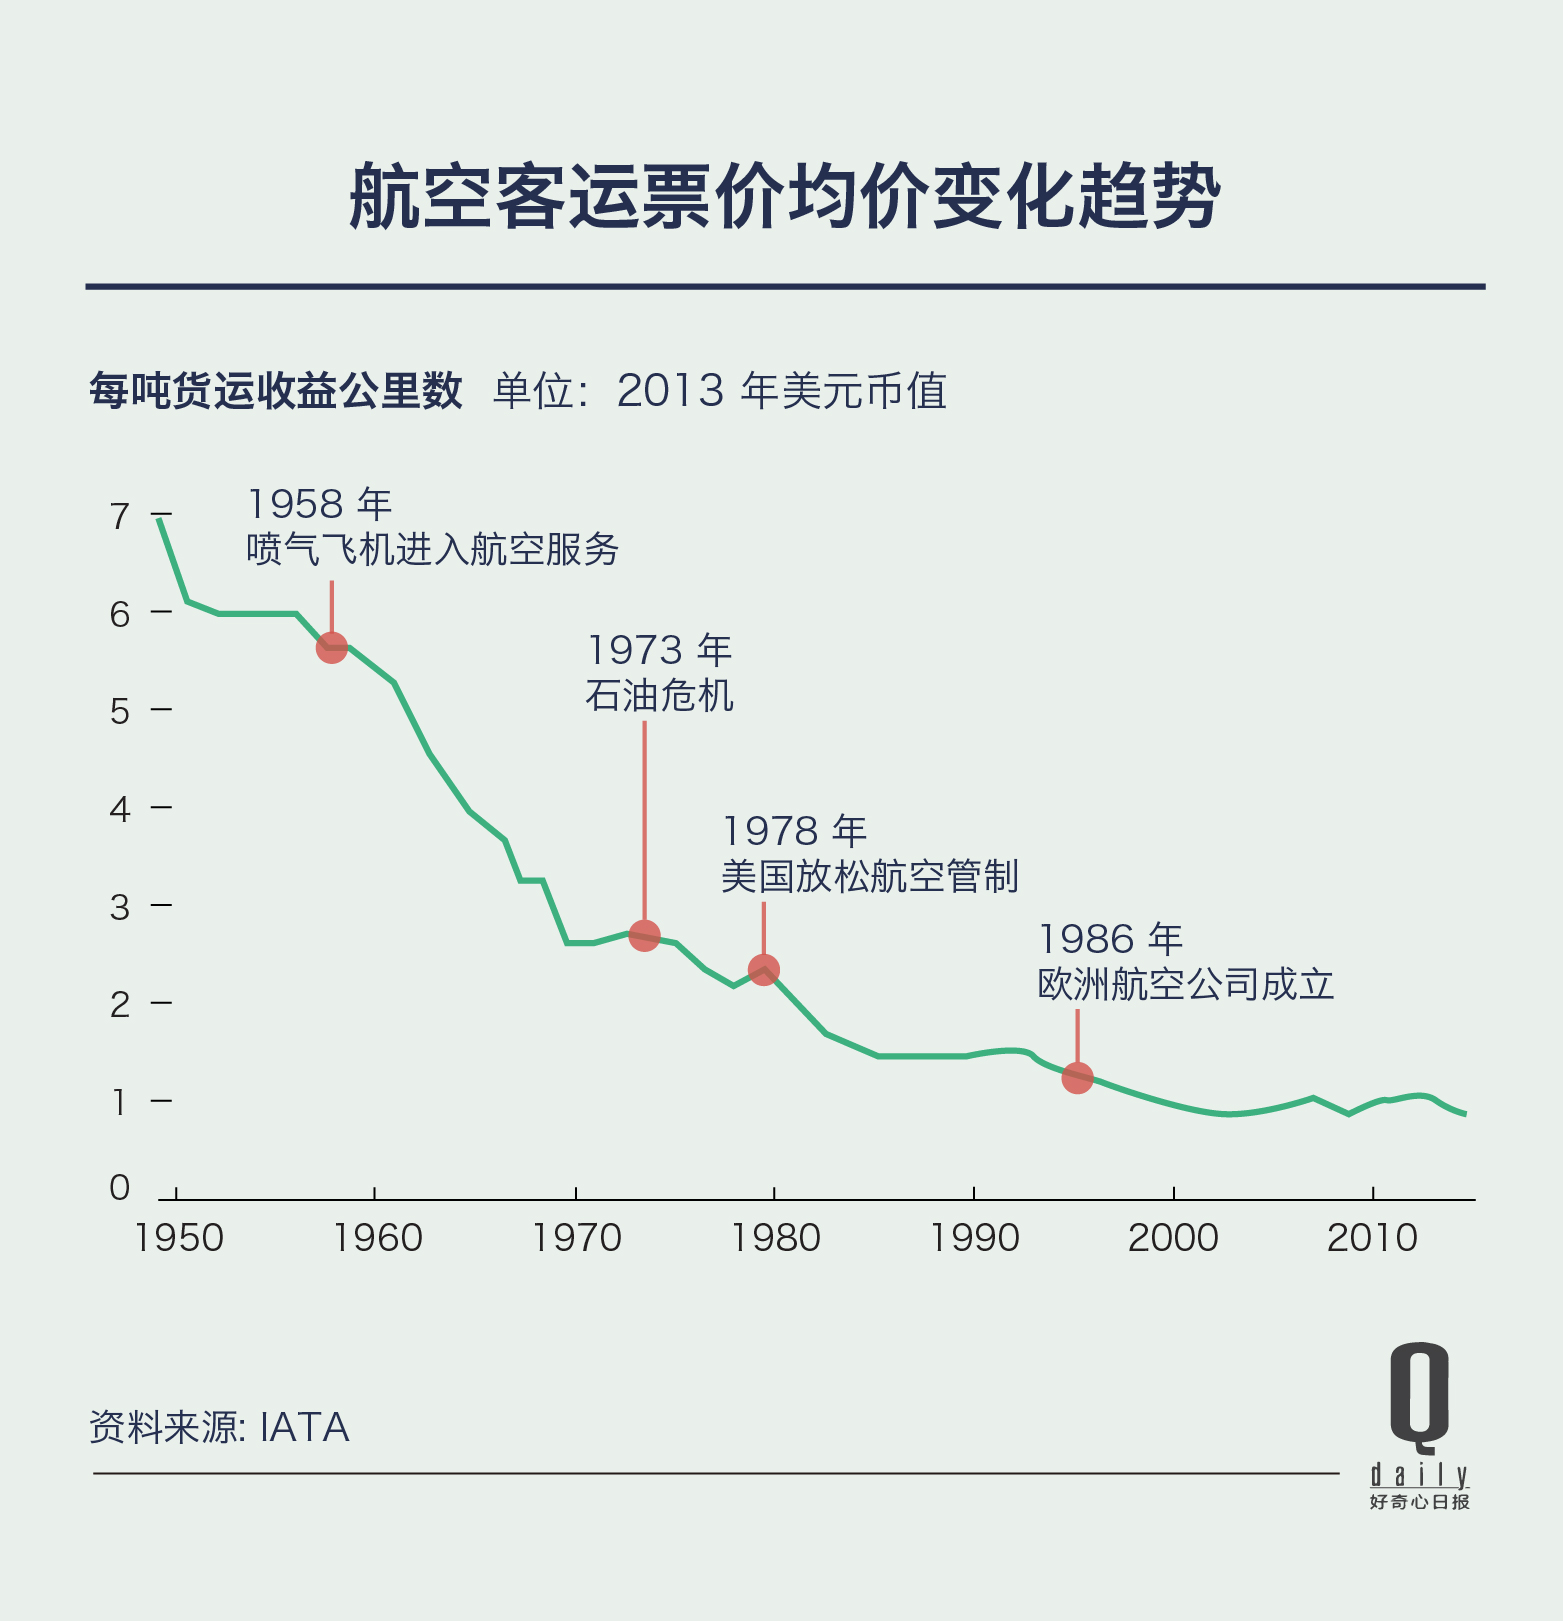 航空客运票价均价变化趋势
每吨货运收益公里数 单位：2013 年美元币值
1958 年
喷气飞机进入航空服务
1973 年
石油危机
1978 年
美国放松航空管制
1986 年
欧洲航空公司成立
7
6
5
4
3
2
1
0
1950 1960 1970 1980 1990 2000 2010
资料来源: IATA
Q
daily
好奇心日报